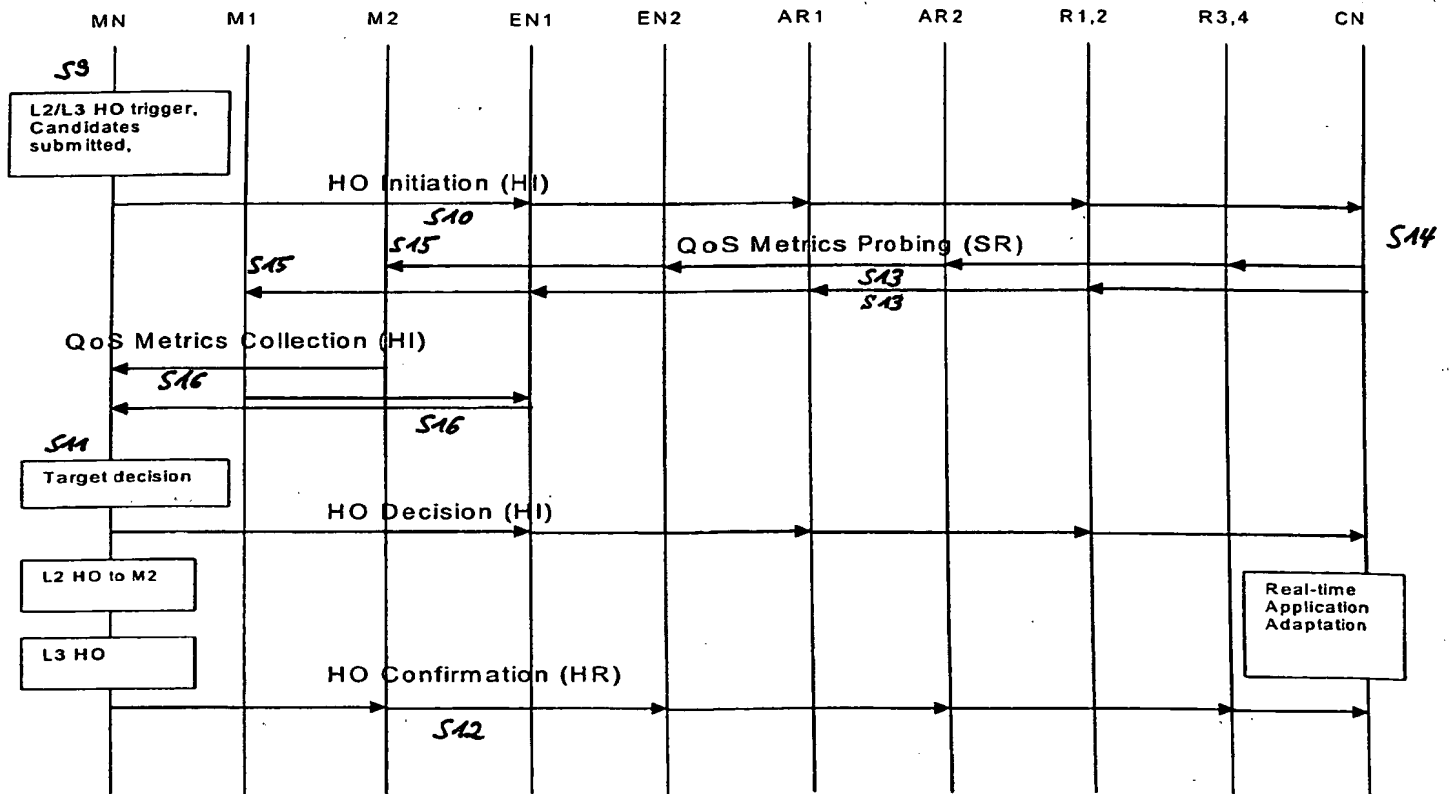 MN M1 M2 EN1 EN2 AR1 AR2 R1,2 R3,4 CN
S9
L2/L3 HO trigger,
Candidates
submitted,
HO Initiation (HI)
S10
QoS Metrics Probing (SR)
S14
S15
S15
S13
S13
QoS Metrics Collection (HI)
S16
S16
S11
Target decision
HO Decision (HI)
L2 HO to M2
Real-time
Application
Adaptation
L3 HO
HO Confirmation (HR)
S12